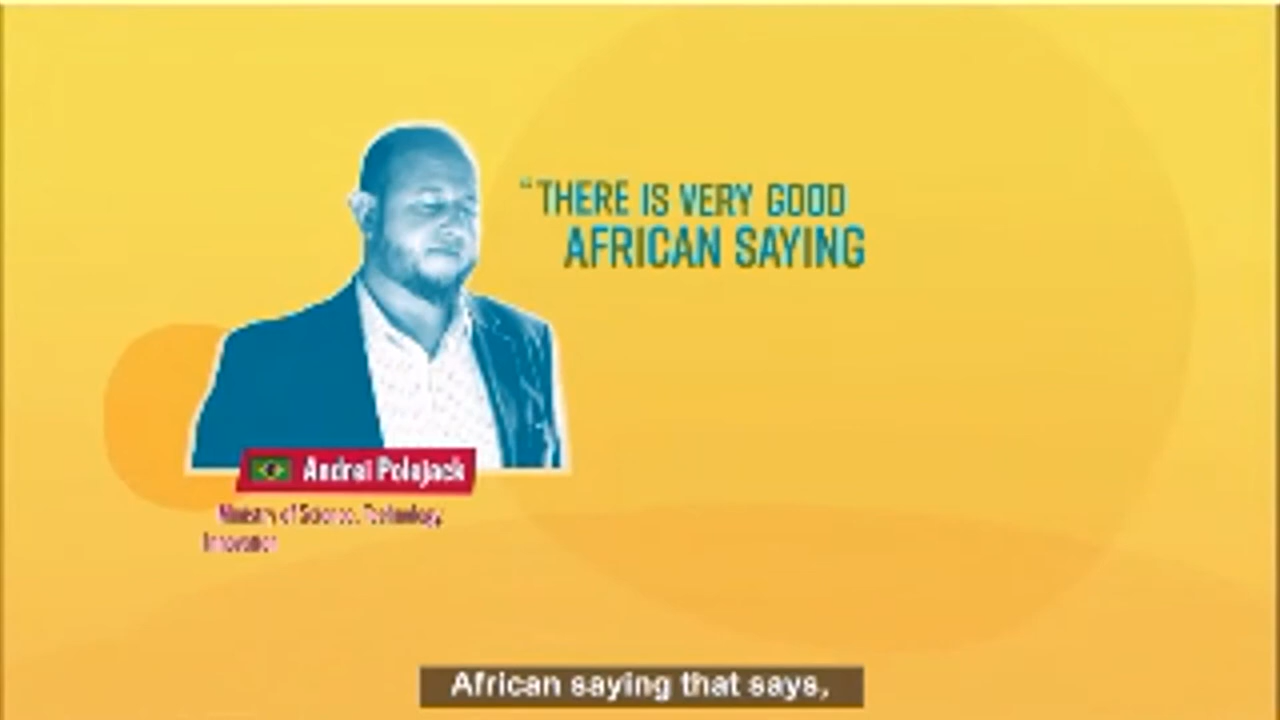 “THERE IS VERY GOOD
AFRICAN SAYING
Andrei Polejack
Ministry of Science, Technology
Innovation
African saying that says,